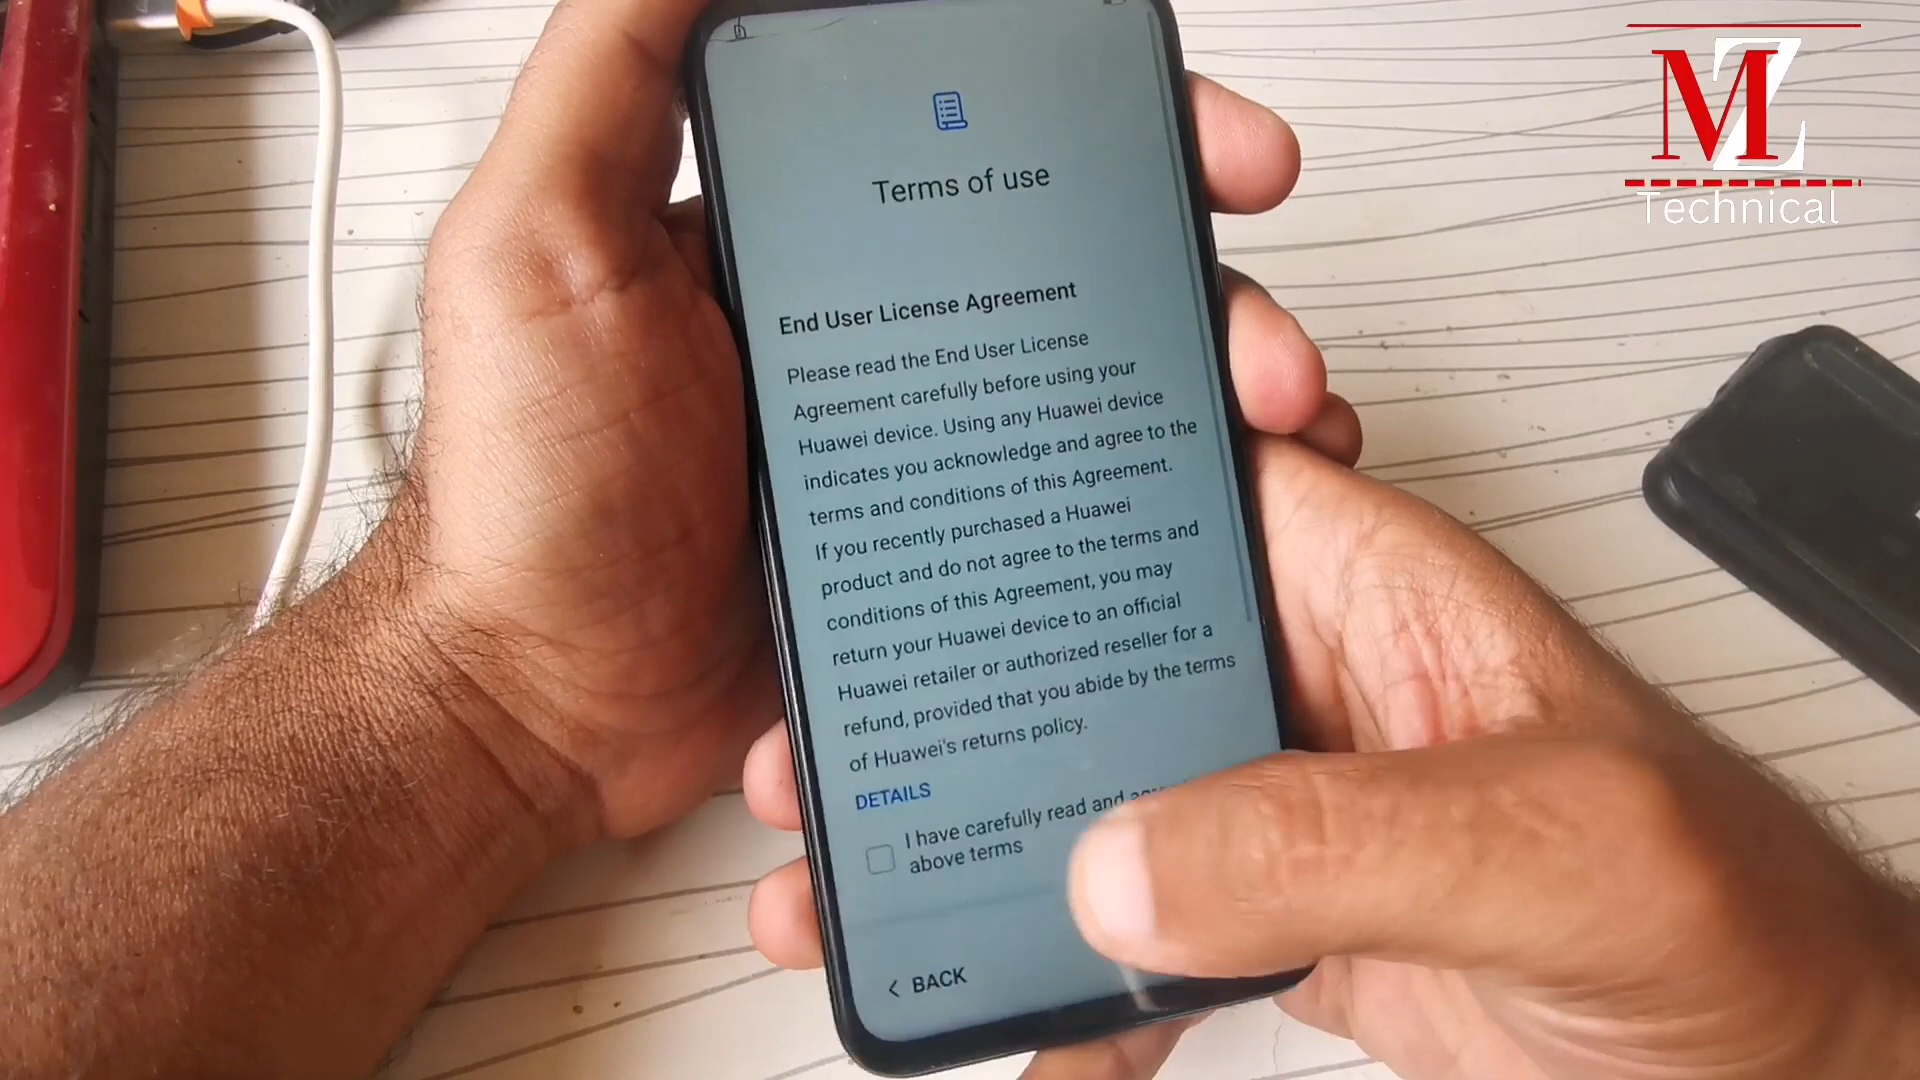 MZ
Technical
Terms of use
End User License Agreement
Please read the End User License
Agreement carefully before using your
Huawei device. Using any Huawei device
indicates you acknowledge and agree to the
terms and conditions of this Agreement.
If you recently purchased a Huawei
product and do not agree to the terms and
conditions of this Agreement, you may
return your Huawei device to an official
Huawei retailer or authorized reseller for a
refund, provided that you abide by the terms
of Huawei's returns policy.
DETAILS
I have carefully read and
above terms
< BACK